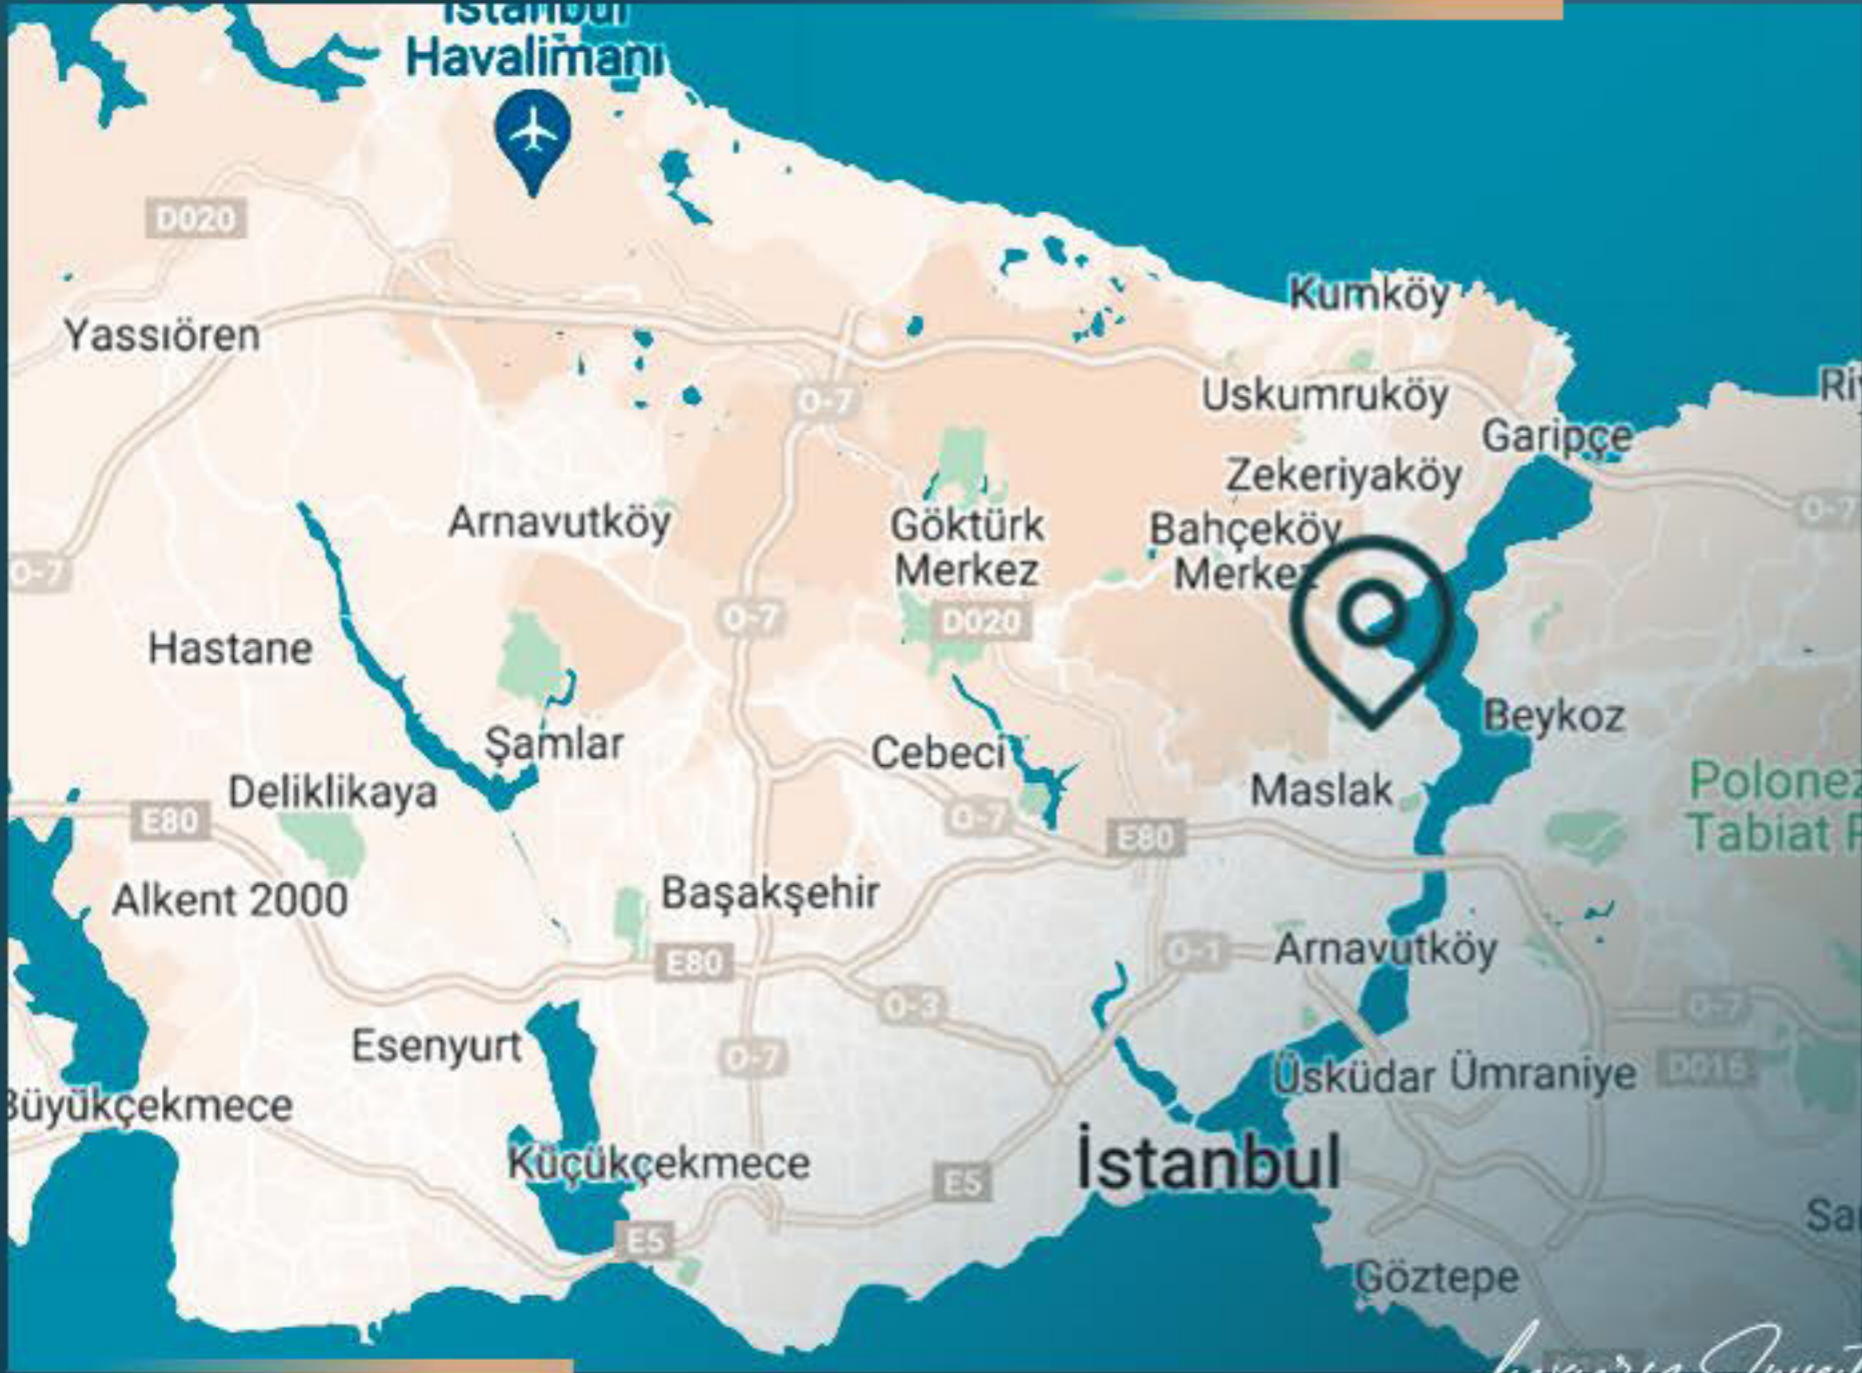 İstanbul
Havalimanı
D020
Kumköy
Yassıören
Uskumruköy
O-7
Garipçe
Zekeriyaköy
O-7
Arnavutköy
Göktürk
Merkez
Bahçeköy
Merkez
O-7
O-7
D020
Hastane
Beykoz
Şamlar
Cebeci
Maslak
Deliklikaya
E80
O-7
E80
Alkent 2000
Başakşehir
Arnavutköy
O-1
E80
O-3
O-7
Esenyurt
O-7
Üsküdar
Ümraniye
D016
Büyükçekmece
Küçükçekmece
İstanbul
E5
E5
Göztepe